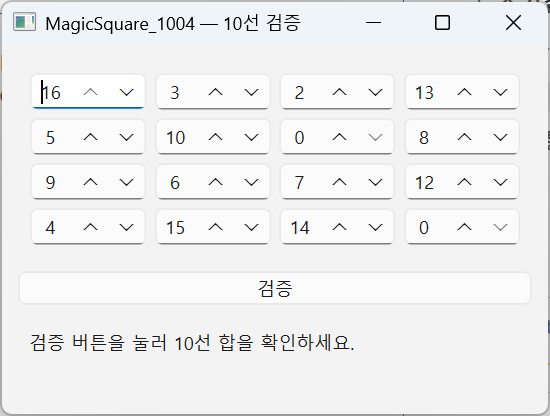 MagicSquare_1004 — 10선 검증
16 3 2 13
5 10 0 8
9 6 7 12
4 15 14 0
검증
검증 버튼을 눌러 10선 합을 확인하세요.